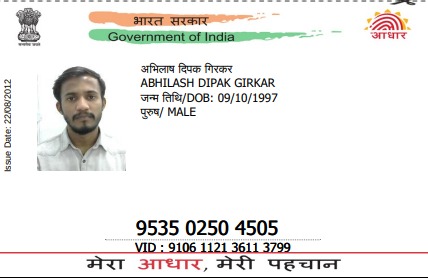 भारत सरकार
Government of India
आधार
Issue Date: 22/08/2012
अभिलाष दिपक गिरकर
ABHILASH DIPAK GIRKAR
जन्म तिथि/DOB: 09/10/1997
पुरुष/ MALE
9535 0250 4505
VID : 9106 1121 3611 3799
मेरा आधार, मेरी पहचान